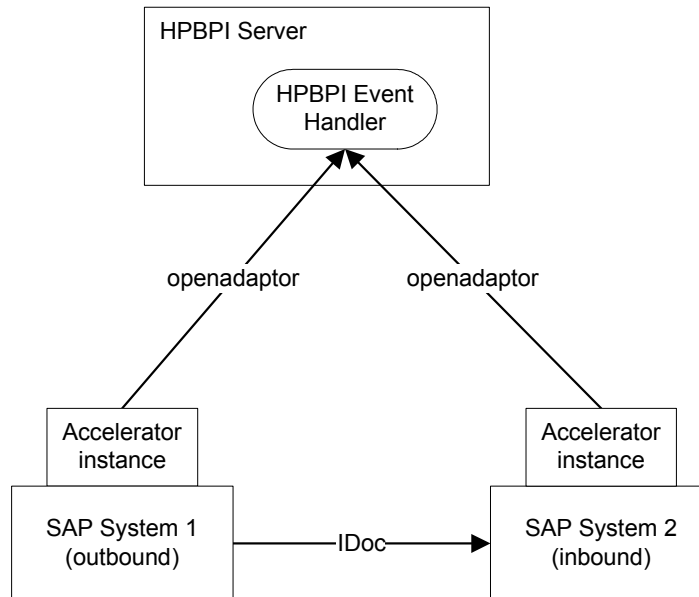 HPBPI Server
HPBPI Event
Handler
openadaptor
openadaptor
Accelerator
instance
Accelerator
instance
SAP System 1
(outbound)
IDoc
SAP System 2
(inbound)